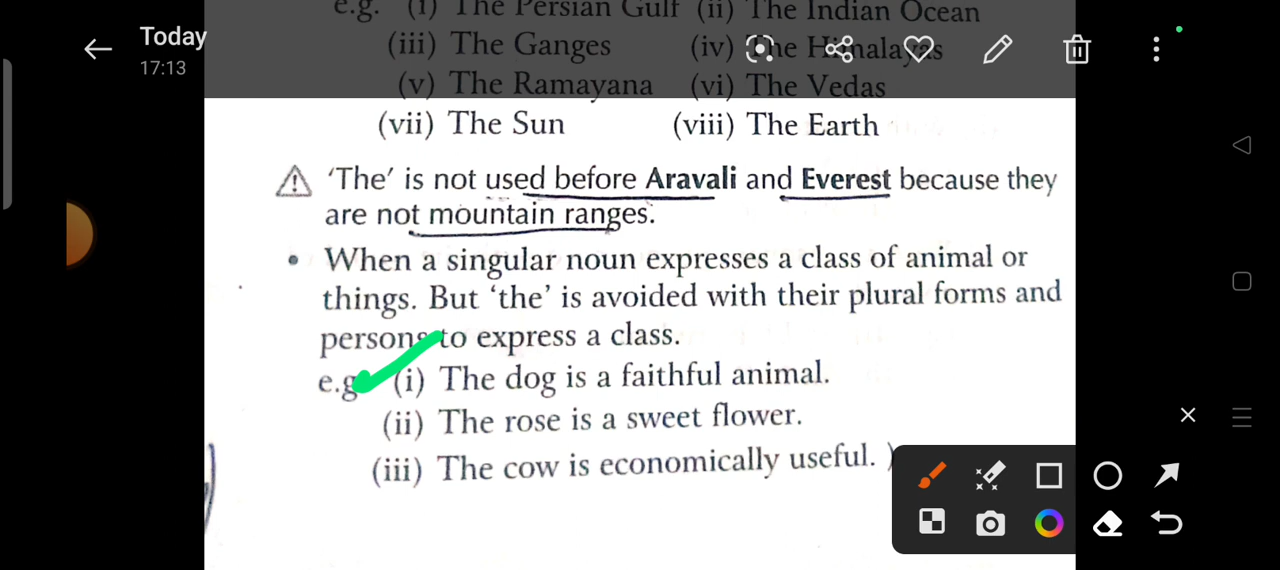 Today
17:13
e.g. (i) The Persian Gulf (ii) The Indian Ocean
(iii) The Ganges (iv) The Himalayas
(v) The Ramayana (vi) The Vedas
(vii) The Sun (viii) The Earth
'The' is not used before Aravali and Everest because they
are not mountain ranges.
• When a singular noun expresses a class of animal or
things. But 'the' is avoided with their plural forms and
persons to express a class.
e.g. (i) The dog is a faithful animal.
(ii) The rose is a sweet flower.
(iii) The cow is economically useful.